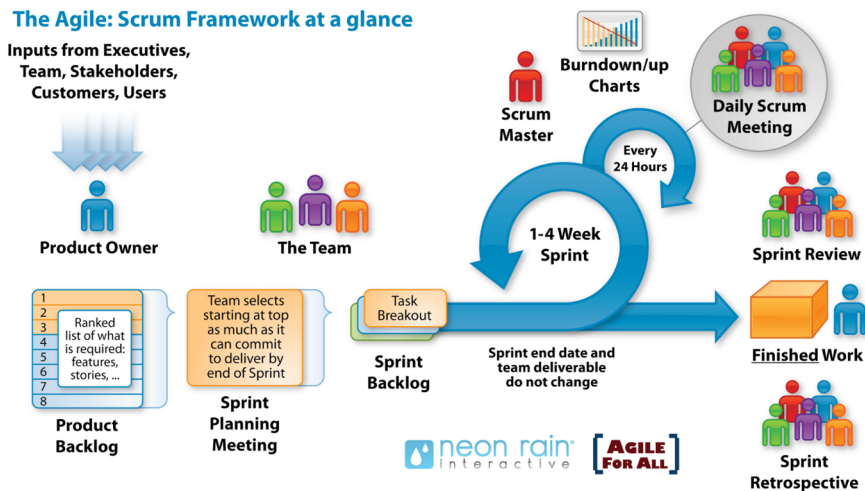 The Agile: Scrum Framework at a glance
Inputs from Executives,
Team, Stakeholders,
Customers, Users
Product Owner
The Team
Scrum
Master
Burndown/up
Charts
Daily Scrum
Meeting
Every
24 Hours
1-4 Week
Sprint
Sprint Review
1
2
3
4
5
6
7
8
Ranked
list of what
is required:
features,
stories, ...
Product
Backlog
Team selects
starting at top
as much as it
can commit
to deliver by
end of Sprint
Sprint
Planning
Meeting
Task
Breakout
Sprint
Backlog
Sprint end date and
team deliverable
do not change
Finished Work
Sprint
Retrospective
neon rain®
interactive
AGILE
FOR ALL